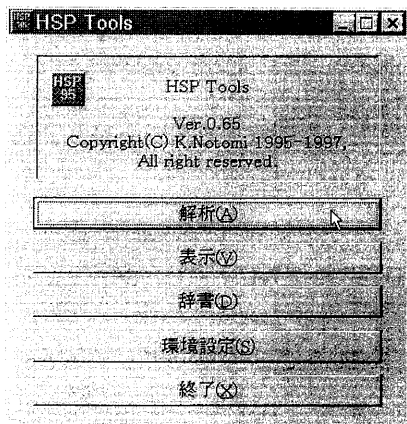 HSP Tools
HSP
95
HSP Tools
Ver.0.65
Copyright(C) K.Notomi 1995-1997,
All right reserved.
解析(A)
表示(V)
辞書(D)
環境設定(S)
終了(X)